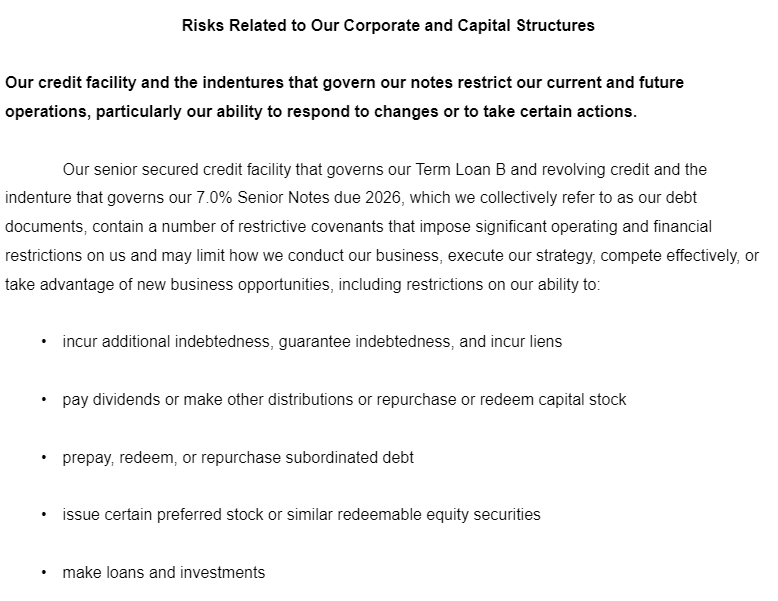 Risks Related to Our Corporate and Capital Structures
Our credit facility and the indentures that govern our notes restrict our current and future
operations, particularly our ability to respond to changes or to take certain actions.
Our senior secured credit facility that governs our Term Loan B and revolving credit and the
indenture that governs our 7.0% Senior Notes due 2026, which we collectively refer to as our debt
documents, contain a number of restrictive covenants that impose significant operating and financial
restrictions on us and may limit how we conduct our business, execute our strategy, compete effectively, or
take advantage of new business opportunities, including restrictions on our ability to:
• incur additional indebtedness, guarantee indebtedness, and incur liens
• pay dividends or make other distributions or repurchase or redeem capital stock
• prepay, redeem, or repurchase subordinated debt
• issue certain preferred stock or similar redeemable equity securities
• make loans and investments